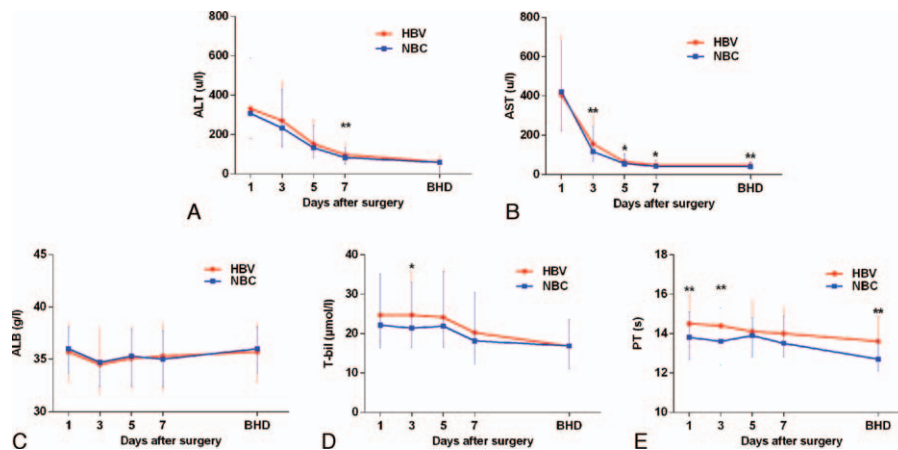 HBV
NBC
800
600
400
200
0
ALT (u/l)
**
1 3 5 7 BHD
Days after surgery
A
HBV
NBC
800
600
400
200
0
AST (u/l)
** * * **
1 3 5 7 BHD
Days after surgery
B
HBV
NBC
45
40
35
30
ALB (g/l)
1 3 5 7 BHD
Days after surgery
C
HBV
NBC
40
30
20
10
0
T-bil (μmol/l)
*
1 3 5 7 BHD
Days after surgery
D
HBV
NBC
18
16
14
12
10
PT (s)
** ** **
1 3 5 7 BHD
Days after surgery
E